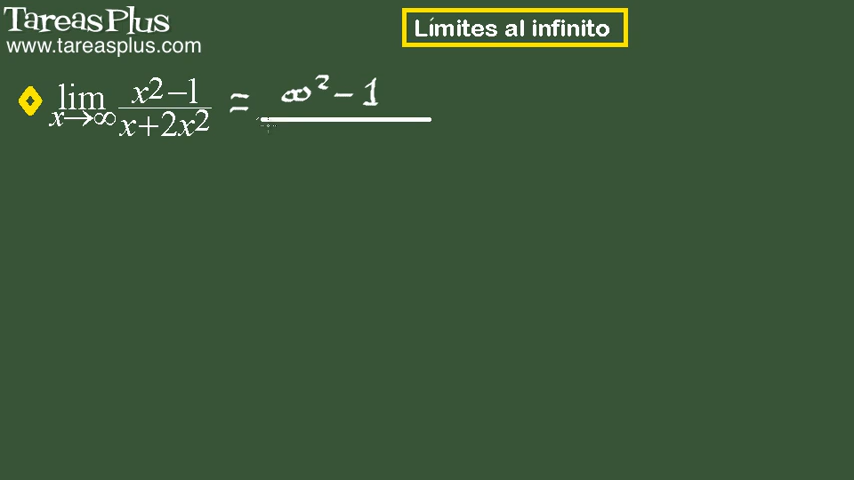 TareasPlus
www.tareasplus.com
Límites al infinito
lim x→∞ x2−1 / x+2x2 = ∞² − 1